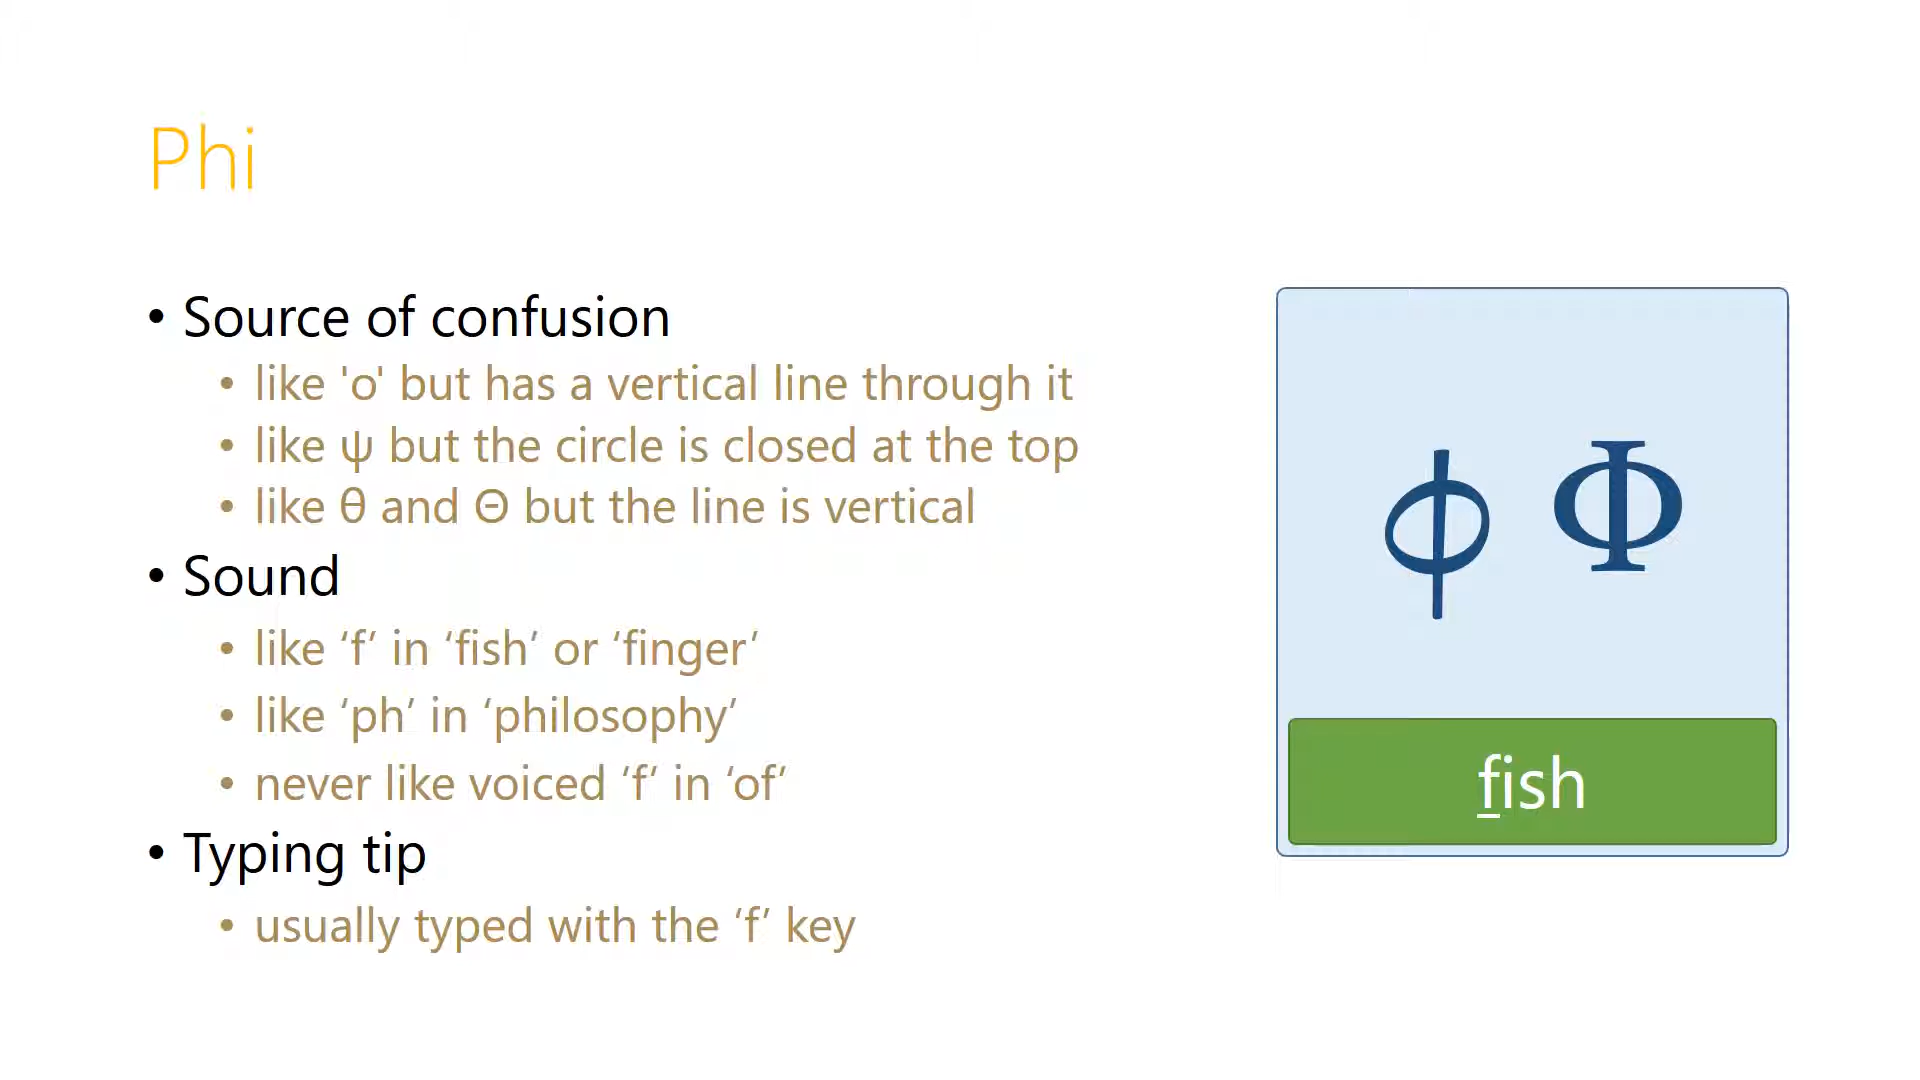 Phi
• Source of confusion
• like 'o' but has a vertical line through it
• like ψ but the circle is closed at the top
• like θ and Θ but the line is vertical
• Sound
• like ‘f’ in ‘fish’ or ‘finger’
• like ‘ph’ in ‘philosophy’
• never like voiced ‘f’ in ‘of’
• Typing tip
• usually typed with the ‘f’ key
ϕ Φ
fish